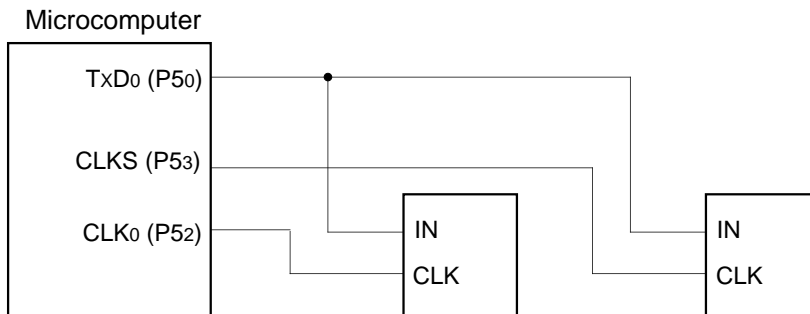 Microcomputer
TxD0 (P50)
CLKS (P53)
CLK0 (P52)
IN
CLK
IN
CLK